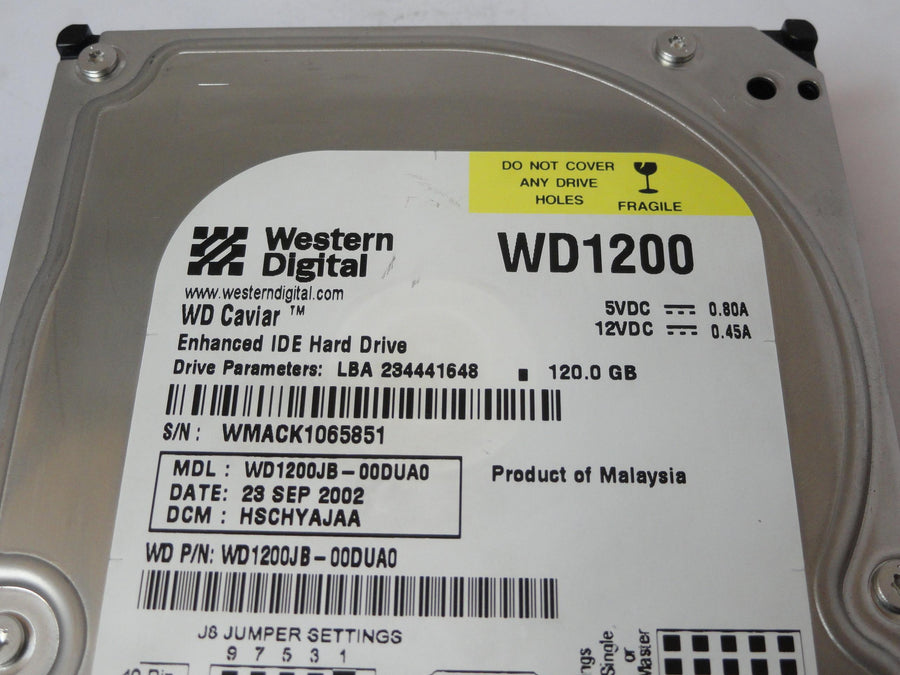 DO NOT COVER
ANY DRIVE
HOLES
FRAGILE
Western
Digital
WD1200
www.westerndigital.com
WD Caviar ™
5VDC 0.80A
12VDC 0.45A
Enhanced IDE Hard Drive
Drive Parameters: LBA 234441648 ▪ 120.0 GB
S/N: WMACK1065851
MDL: WD1200JB-00DUA0
DATE: 23 SEP 2002
DCM: HSCHYAJAA
Product of Malaysia
WD P/N: WD1200JB-00DUA0
J8 JUMPER SETTINGS
9 7 5 3 1
Single
or
Master